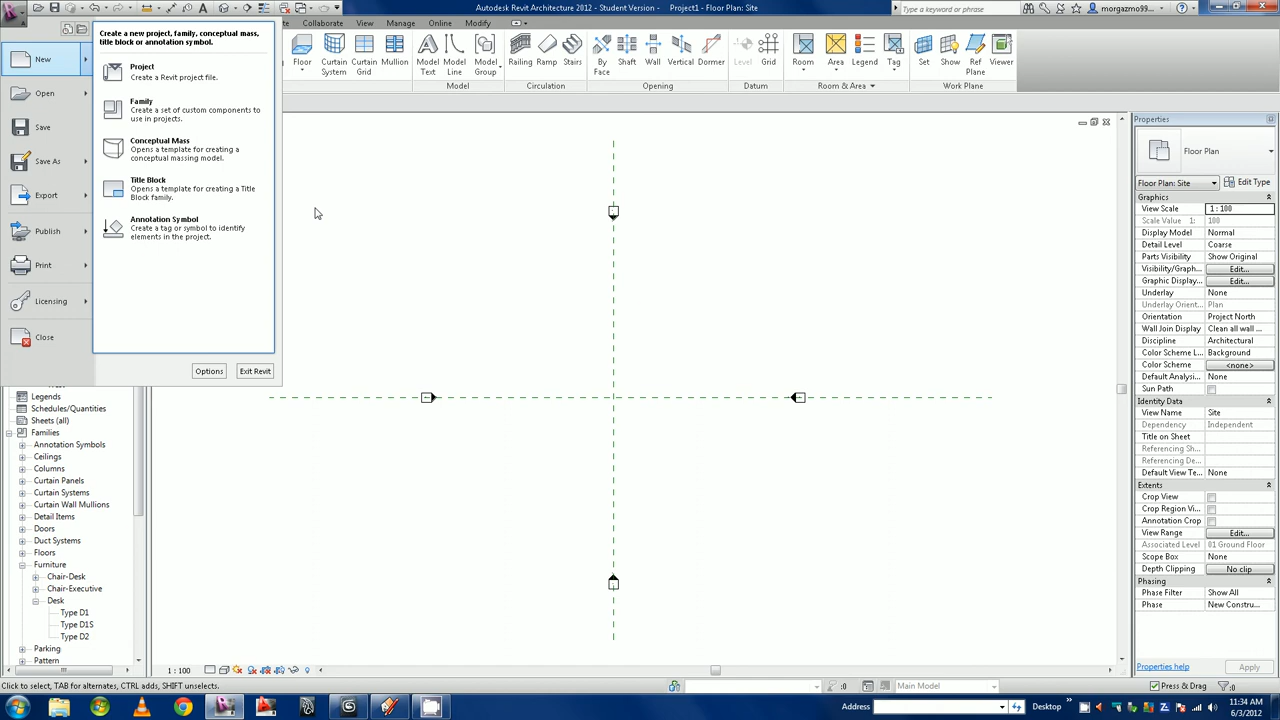 Autodesk Revit Architecture 2012 - Student Version - Project1 - Floor Plan: Site
Type a keyword or phrase
morgazmo99...
Collaborate View Manage Online Modify
Floor
Curtain System
Curtain Grid
Mullion
Model Text
Model Line
Model Group
Railing
Ramp
Stairs
By Face
Shaft
Wall
Vertical
Dormer
Level
Grid
Room
Area
Legend
Tag
Set
Show
Ref Plane
Viewer
Model
Circulation
Opening
Datum
Room & Area
Work Plane
New
Open
Save
Save As
Export
Publish
Print
Licensing
Close
Create a new project, family, conceptual mass,
title block or annotation symbol.
Project
Create a Revit project file.
Family
Create a set of custom components to
use in projects.
Conceptual Mass
Opens a template for creating a
conceptual massing model.
Title Block
Opens a template for creating a Title
Block family.
Annotation Symbol
Create a tag or symbol to identify
elements in the project.
Options
Exit Revit
Legends
Schedules/Quantities
Sheets (all)
Families
Annotation Symbols
Ceilings
Columns
Curtain Panels
Curtain Systems
Curtain Wall Mullions
Detail Items
Doors
Duct Systems
Floors
Furniture
Chair-Desk
Chair-Executive
Desk
Type D1
Type D1S
Type D2
Parking
Pattern
Properties
Floor Plan
Floor Plan: Site
Edit Type
Graphics
View Scale 1 : 100
Scale Value 1: 100
Display Model Normal
Detail Level Coarse
Parts Visibility Show Original
Visibility/Graph... Edit...
Graphic Display... Edit...
Underlay None
Underlay Orient... Plan
Orientation Project North
Wall Join Display Clean all wall ...
Discipline Architectural
Color Scheme L... Background
Color Scheme <none>
Default Analysi... None
Sun Path
Identity Data
View Name Site
Dependency Independent
Title on Sheet
Referencing Sh...
Referencing De...
Default View Te... None
Extents
Crop View
Crop Region Vi...
Annotation Crop
View Range Edit...
Associated Level 01 Ground Floor
Scope Box None
Depth Clipping No clip
Phasing
Phase Filter Show All
Phase New Constru...
Properties help
Apply
1 : 100
Click to select, TAB for alternates, CTRL adds, SHIFT unselects.
:0
Main Model
Press & Drag
:0
Address
Desktop
11:34 AM
6/3/2012